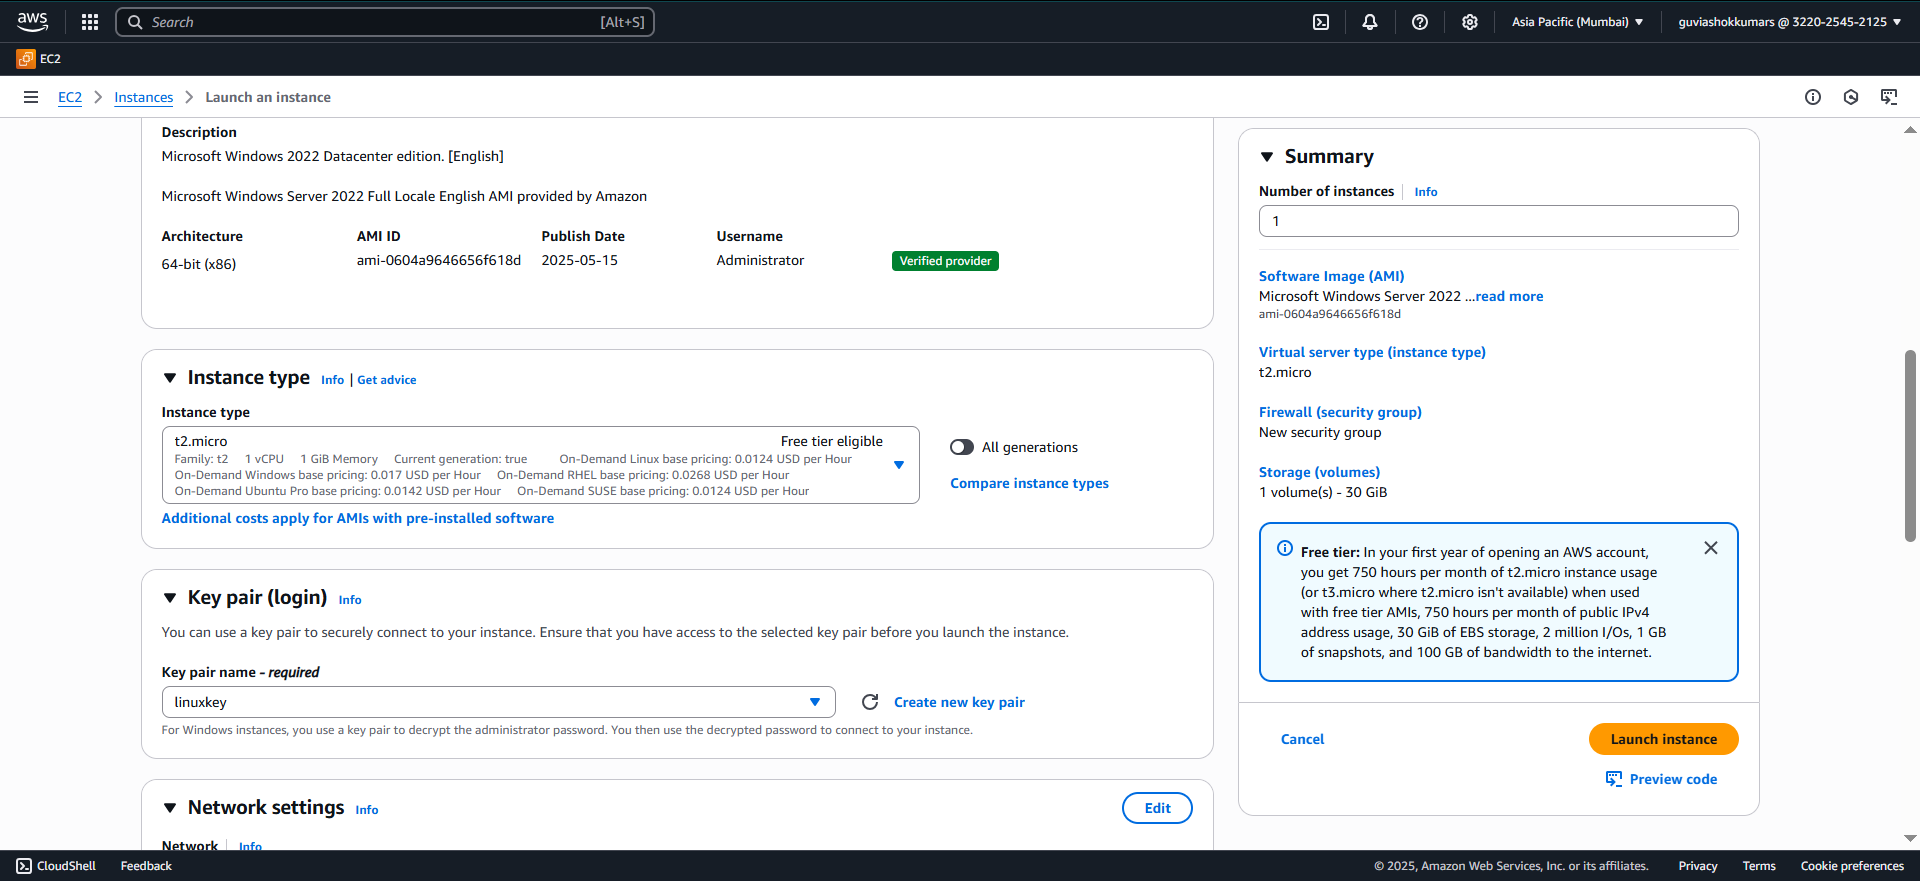 aws
Search [Alt+S]
Asia Pacific (Mumbai)
guviashokkumars @ 3220-2545-2125
EC2
EC2 Instances Launch an instance
Description
Microsoft Windows 2022 Datacenter edition. [English]
Microsoft Windows Server 2022 Full Locale English AMI provided by Amazon
Architecture AMI ID Publish Date Username
64-bit (x86) ami-0604a9646656f618d 2025-05-15 Administrator Verified provider
Instance type Info | Get advice
Instance type
t2.micro Free tier eligible
Family: t2 1 vCPU 1 GiB Memory Current generation: true On-Demand Linux base pricing: 0.0124 USD per Hour
On-Demand Windows base pricing: 0.017 USD per Hour On-Demand RHEL base pricing: 0.0268 USD per Hour
On-Demand Ubuntu Pro base pricing: 0.0142 USD per Hour On-Demand SUSE base pricing: 0.0124 USD per Hour
All generations
Compare instance types
Additional costs apply for AMIs with pre-installed software
Key pair (login) Info
You can use a key pair to securely connect to your instance. Ensure that you have access to the selected key pair before you launch the instance.
Key pair name - required
linuxkey
Create new key pair
For Windows instances, you use a key pair to decrypt the administrator password. You then use the decrypted password to connect to your instance.
Network settings Info
Edit
Network Info
Summary
Number of instances Info
1
Software Image (AMI)
Microsoft Windows Server 2022 ...read more
ami-0604a9646656f618d
Virtual server type (instance type)
t2.micro
Firewall (security group)
New security group
Storage (volumes)
1 volume(s) - 30 GiB
Free tier: In your first year of opening an AWS account,
you get 750 hours per month of t2.micro instance usage
(or t3.micro where t2.micro isn't available) when used
with free tier AMIs, 750 hours per month of public IPv4
address usage, 30 GiB of EBS storage, 2 million I/Os, 1 GB
of snapshots, and 100 GB of bandwidth to the internet.
Cancel
Launch instance
Preview code
CloudShell Feedback
© 2025, Amazon Web Services, Inc. or its affiliates. Privacy Terms Cookie preferences